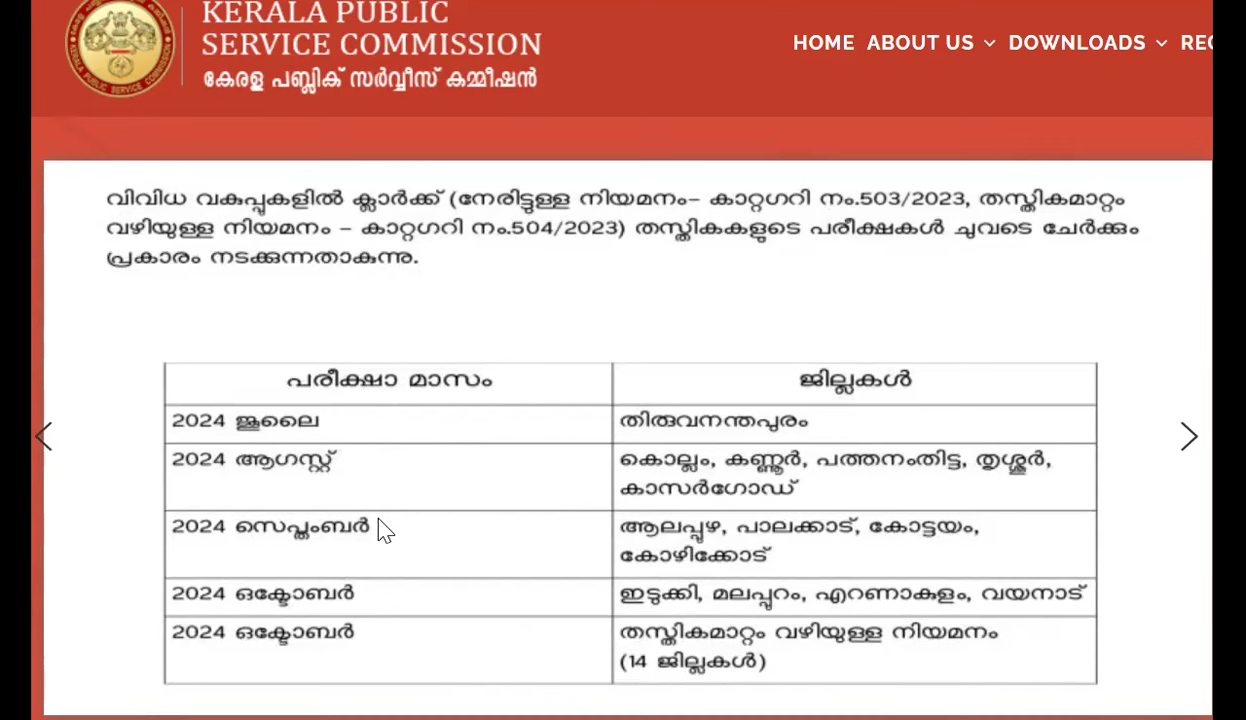 KERALA PUBLIC
SERVICE COMMISSION
കേരള പബ്ലിക് സർവ്വീസ് കമ്മീഷൻ
HOME ABOUT US DOWNLOADS
വിവിധ വകുപ്പുകളിൽ ക്ലാർക്ക് (നേരിട്ടുള്ള നിയമനം– കാറ്റഗറി നം.503/2023, തസ്തികമാറ്റം
വഴിയുള്ള നിയമനം – കാറ്റഗറി നം.504/2023) തസ്തികകളുടെ പരീക്ഷകൾ ചുവടെ ചേർക്കും
പ്രകാരം നടക്കുന്നതാകുന്നു.
പരീക്ഷാ മാസം ജില്ലകൾ
2024 ജൂലൈ തിരുവനന്തപുരം
2024 ആഗസ്റ്റ് കൊല്ലം, കണ്ണൂർ, പത്തനംതിട്ട, തൃശ്ശൂർ,
കാസർഗോഡ്
2024 സെപ്തംബർ ആലപ്പുഴ, പാലക്കാട്, കോട്ടയം,
കോഴിക്കോട്
2024 ഒക്ടോബർ ഇടുക്കി, മലപ്പുറം, എറണാകുളം, വയനാട്
2024 ഒക്ടോബർ തസ്തികമാറ്റം വഴിയുള്ള നിയമനം
(14 ജില്ലകൾ)